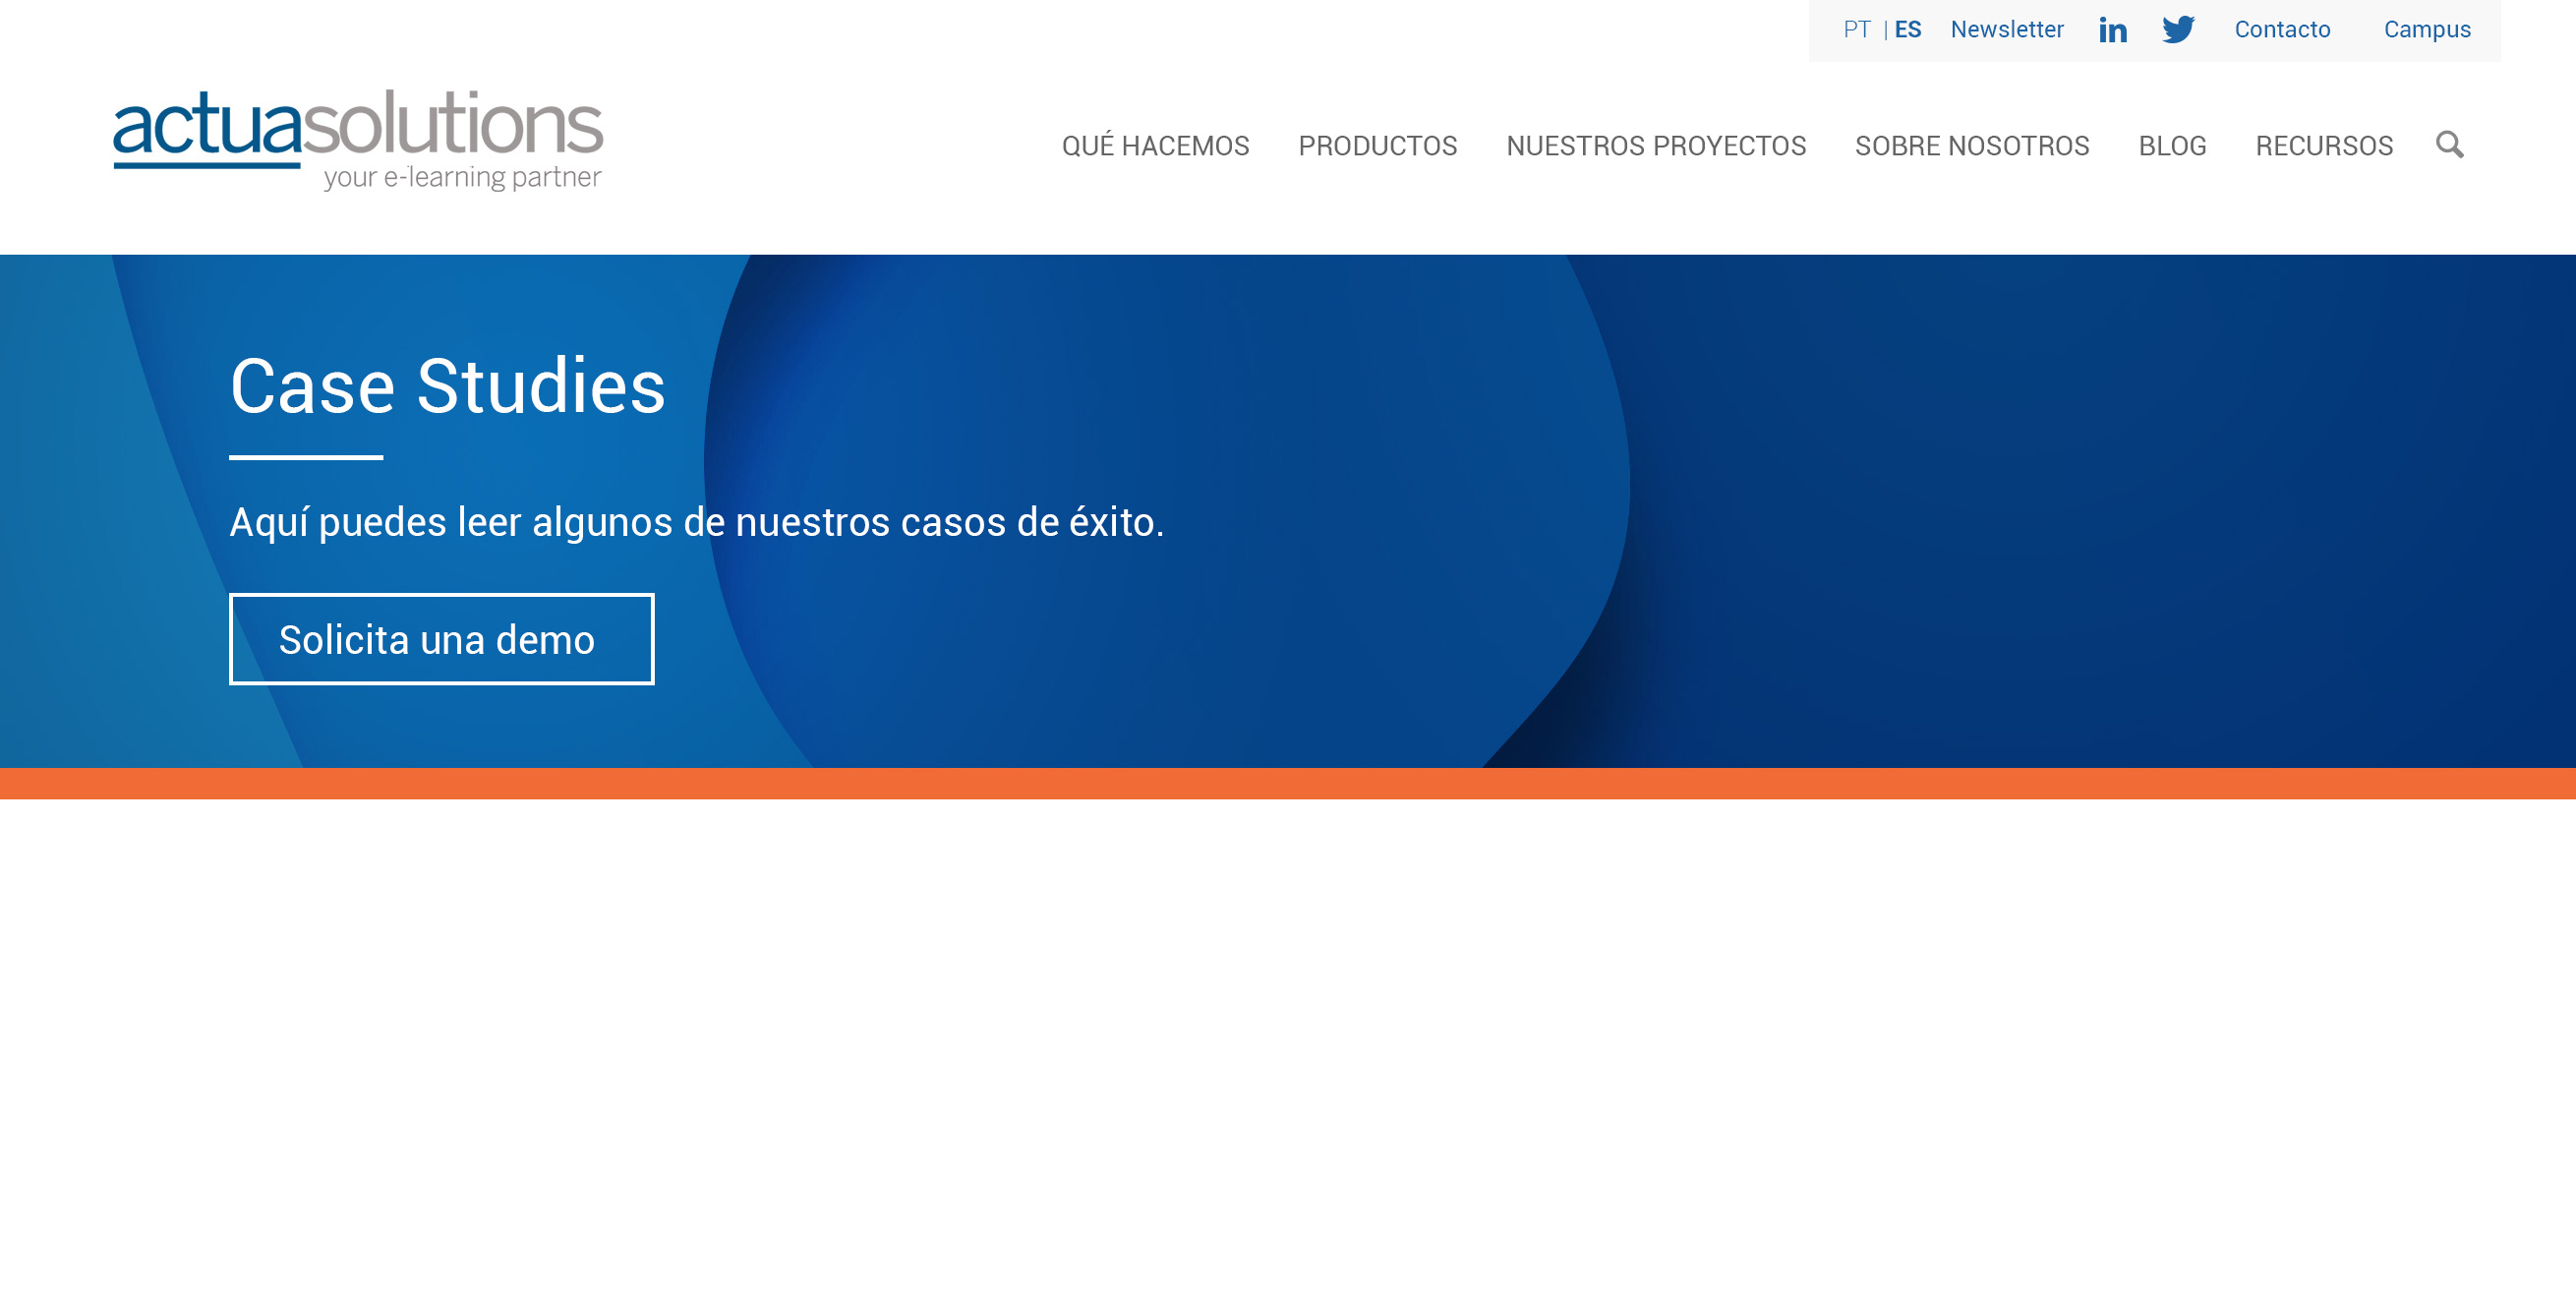 PT | ES Newsletter in Contacto Campus
actuasolutions
your e-learning partner
QUÉ HACEMOS PRODUCTOS NUESTROS PROYECTOS SOBRE NOSOTROS BLOG RECURSOS
Case Studies
Aquí puedes leer algunos de nuestros casos de éxito.
Solicita una demo